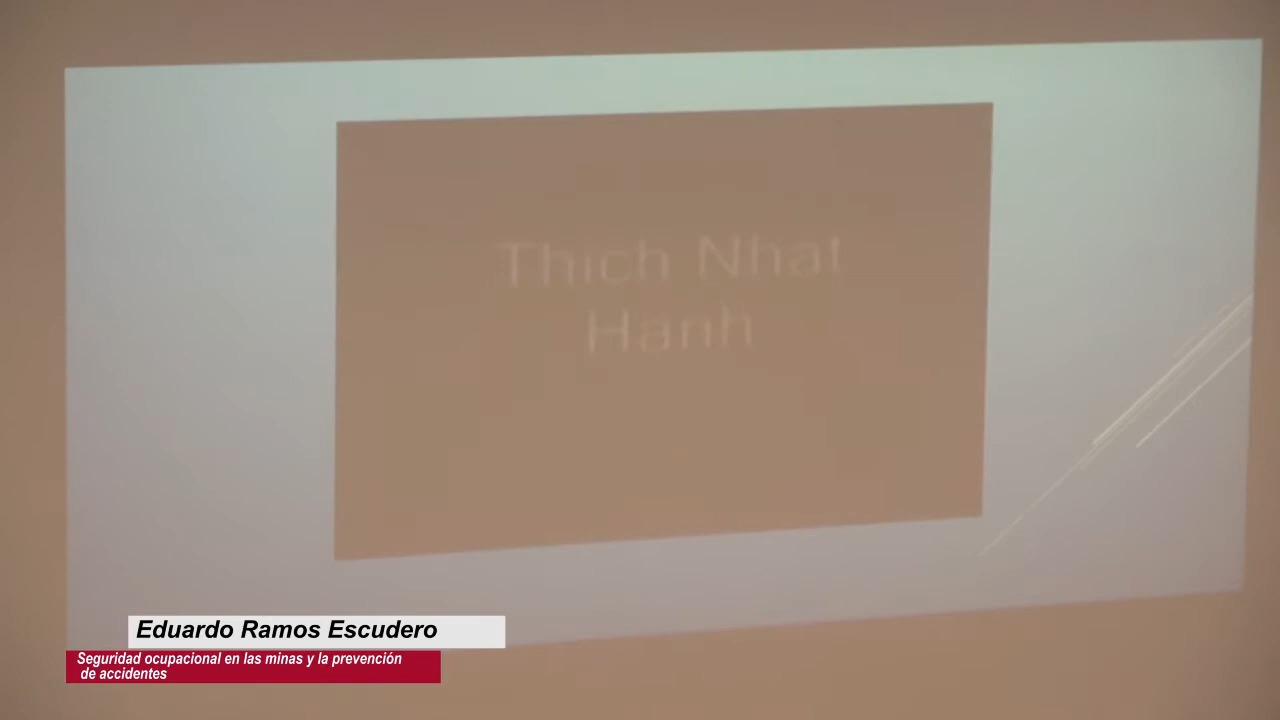 Thich Nhat
Hanh
Eduardo Ramos Escudero
Seguridad ocupacional en las minas y la prevención
de accidentes